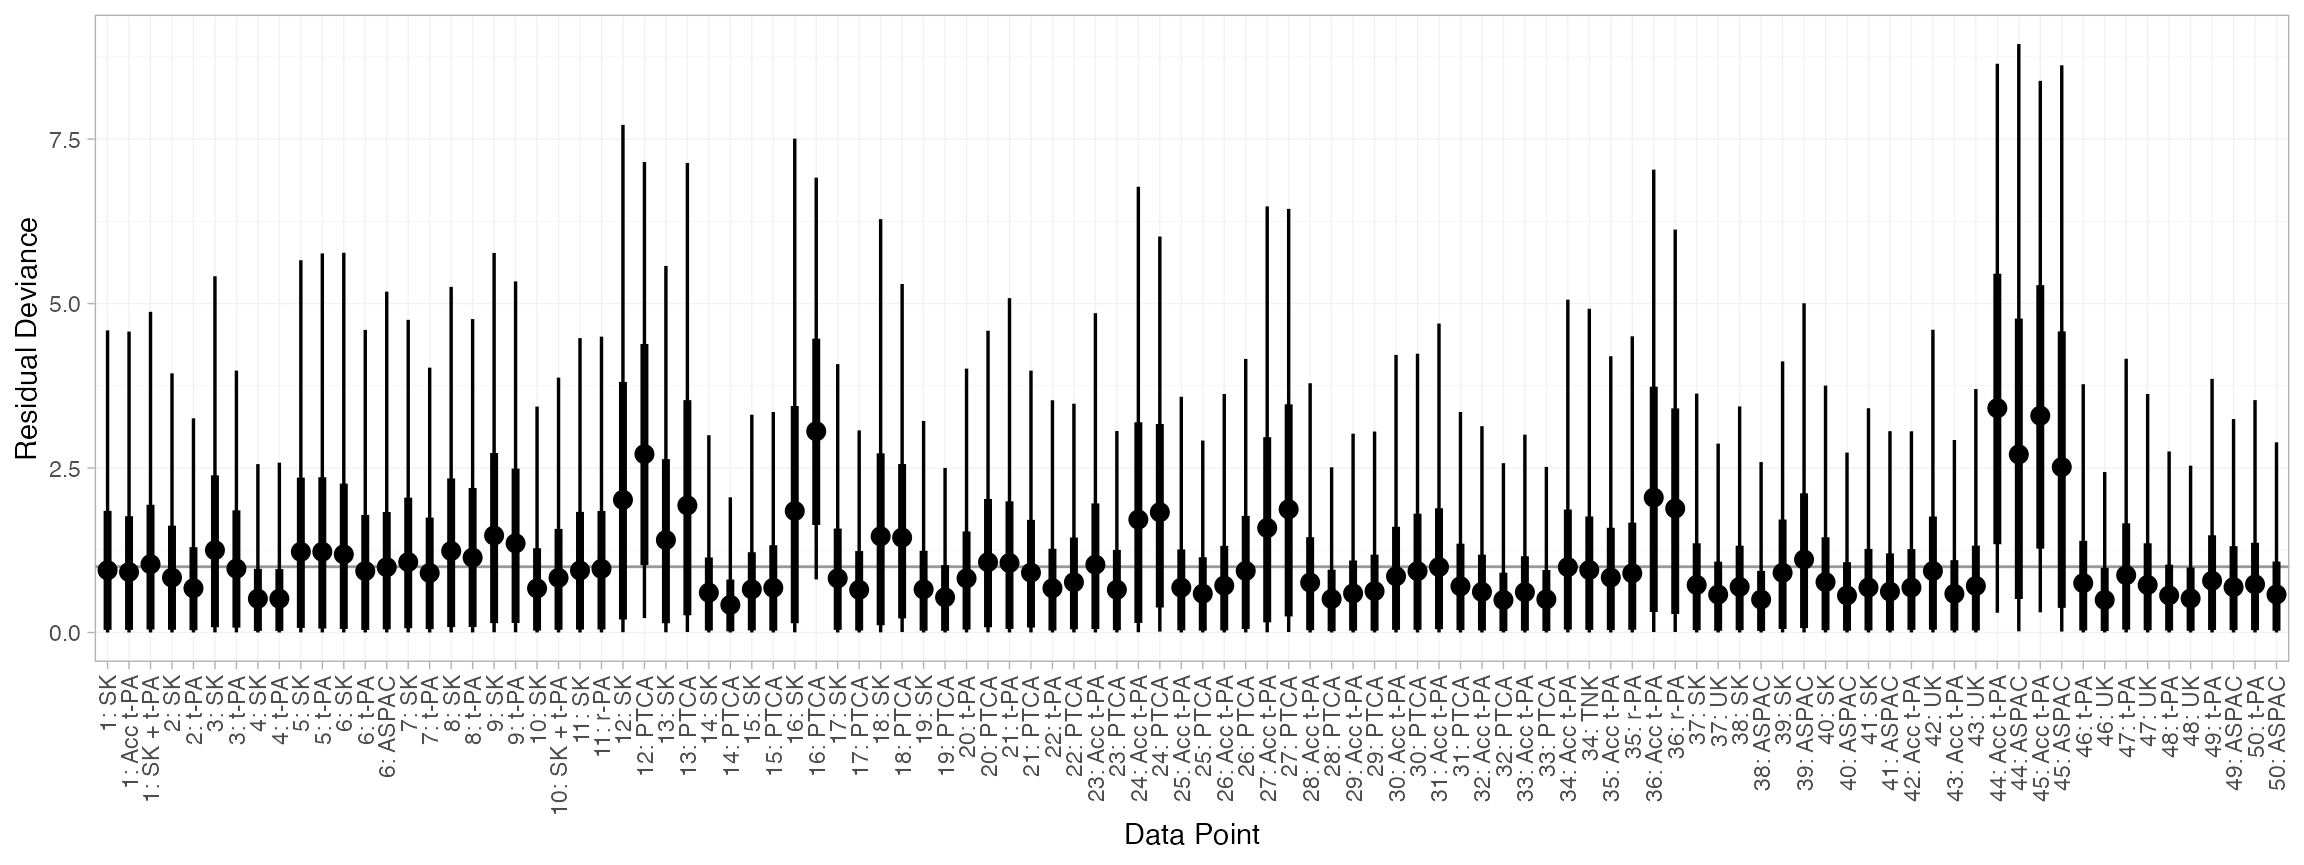 Residual Deviance
7.5
5.0
2.5
0.0
1: SK
1: Acc t-PA
1: SK + t-PA
2: SK
2: t-PA
3: SK
3: t-PA
4: SK
4: t-PA
5: SK
5: t-PA
6: SK
6: t-PA
6: ASPAC
7: SK
7: t-PA
8: SK
8: t-PA
9: SK
9: t-PA
10: SK
10: SK + t-PA
11: SK
11: r-PA
12: SK
12: PTCA
13: SK
13: PTCA
14: SK
14: PTCA
15: SK
15: PTCA
16: SK
16: PTCA
17: SK
17: PTCA
18: SK
18: PTCA
19: SK
19: PTCA
20: t-PA
20: PTCA
21: t-PA
21: PTCA
22: t-PA
22: PTCA
23: Acc t-PA
23: PTCA
24: Acc t-PA
24: PTCA
25: Acc t-PA
25: PTCA
26: Acc t-PA
26: PTCA
27: Acc t-PA
27: PTCA
28: Acc t-PA
28: PTCA
29: Acc t-PA
29: PTCA
30: Acc t-PA
30: PTCA
31: Acc t-PA
31: PTCA
32: Acc t-PA
32: PTCA
33: Acc t-PA
33: PTCA
34: Acc t-PA
34: TNK
35: Acc t-PA
35: r-PA
36: Acc t-PA
36: r-PA
37: SK
37: UK
38: SK
38: ASPAC
39: SK
39: ASPAC
40: SK
40: ASPAC
41: SK
41: ASPAC
42: Acc t-PA
42: UK
43: Acc t-PA
43: UK
44: Acc t-PA
44: ASPAC
45: Acc t-PA
45: ASPAC
46: t-PA
46: UK
47: t-PA
47: UK
48: t-PA
48: UK
49: t-PA
49: ASPAC
50: t-PA
50: ASPAC
Data Point